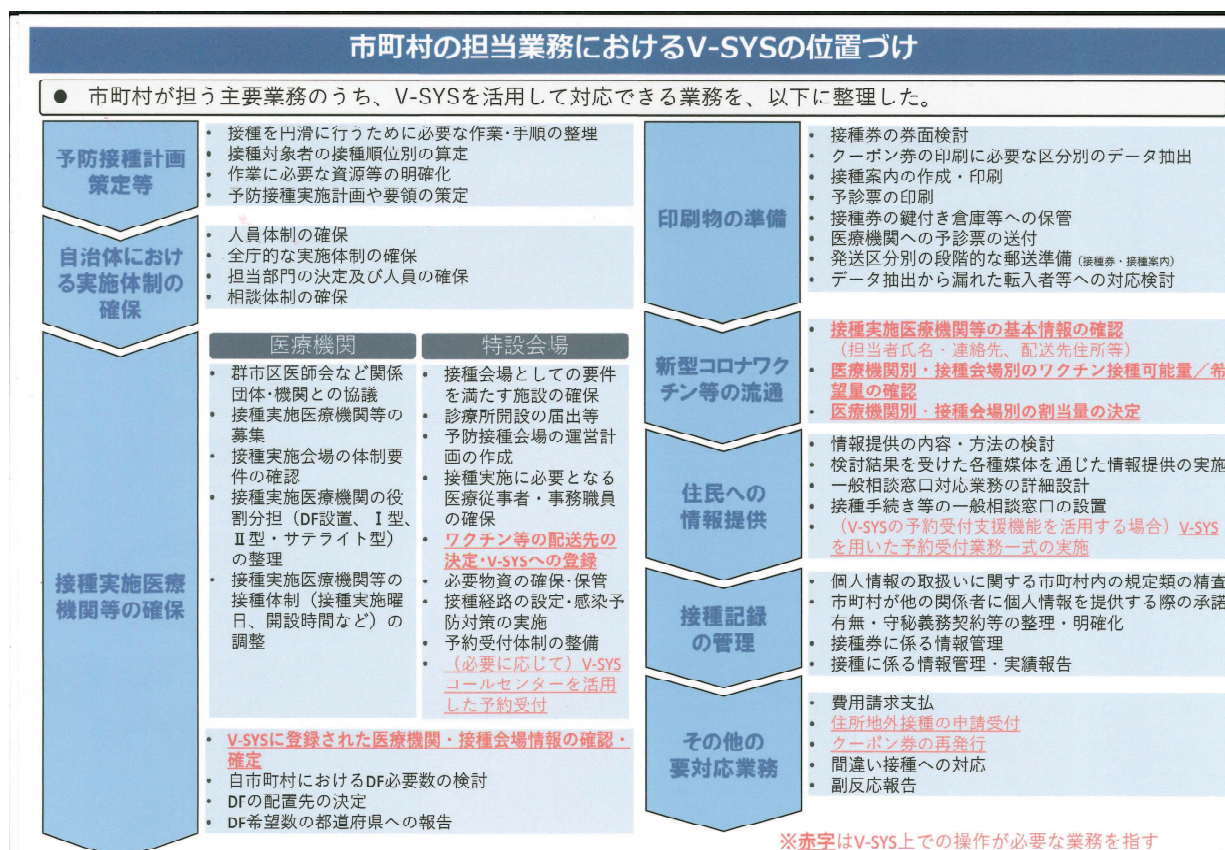 市町村の担当業務におけるV-SYSの位置づけ
● 市町村が担う主要業務のうち、V-SYSを活用して対応できる業務を、以下に整理した。
予防接種計画
策定等
・ 接種を円滑に行うために必要な作業・手順の整理
・ 接種対象者の接種順位別の算定
・ 作業に必要な資源等の明確化
・ 予防接種実施計画や要領の策定
自治体におけ
る実施体制の
確保
・ 人員体制の確保
・ 全庁的な実施体制の確保
・ 担当部門の決定及び人員の確保
・ 相談体制の確保
接種実施医療
機関等の確保
医療機関
・ 群市区医師会など関係
団体・機関との協議
・ 接種実施医療機関等の
募集
・ 接種実施会場の体制要
件の確認
・ 接種実施医療機関の役
割分担（DF設置、Ⅰ型、
Ⅱ型・サテライト型）
の整理
・ 接種実施医療機関等の
接種体制（接種実施曜
日、開設時間など）の
調整
特設会場
・ 接種会場としての要件
を満たす施設の確保
・ 診療所開設の届出等
・ 予防接種会場の運営計
画の作成
・ 接種実施に必要となる
医療従事者・事務職員
の確保
・ ワクチン等の配送先の
決定・V-SYSへの登録
・ 必要物資の確保・保管
・ 接種経路の設定・感染予
防対策の実施
・ 予約受付体制の整備
・ （必要に応じて）V-SYS
コールセンターを活用
した予約受付
・ V-SYSに登録された医療機関・接種会場情報の確認・
確定
・ 自市町村におけるDF必要数の検討
・ DFの配置先の決定
・ DF希望数の都道府県への報告
印刷物の準備
・ 接種券の券面検討
・ クーポン券の印刷に必要な区分別のデータ抽出
・ 接種案内の作成・印刷
・ 予診票の印刷
・ 接種券の鍵付き倉庫等への保管
・ 医療機関への予診票の送付
・ 発送区分別の段階的な郵送準備（接種券・接種案内）
・ データ抽出から漏れた転入者等への対応検討
新型コロナワク
チン等の流通
・ 接種実施医療機関等の基本情報の確認
（担当者氏名・連絡先、配送先住所等）
・ 医療機関別・接種会場別のワクチン接種可能量／希
望量の確認
・ 医療機関別・接種会場別の割当量の決定
住民への
情報提供
・ 情報提供の内容・方法の検討
・ 検討結果を受けた各種媒体を通じた情報提供の実施
・ 一般相談窓口対応業務の詳細設計
・ 接種手続き等の一般相談窓口の設置
・ （V-SYSの予約受付支援機能を活用する場合）V-SYS
を用いた予約受付業務一式の実施
接種記録
の管理
・ 個人情報の取扱いに関する市町村内の規定類の精査
・ 市町村が他の関係者に個人情報を提供する際の承諾
有無・守秘義務契約等の整理・明確化
・ 接種券に係る情報管理
・ 接種に係る情報管理・実績報告
その他の
要対応業務
・ 費用請求支払
・ 住所地外接種の申請受付
・ クーポン券の再発行
・ 間違い接種への対応
・ 副反応報告
※赤字はV-SYS上での操作が必要な業務を指す